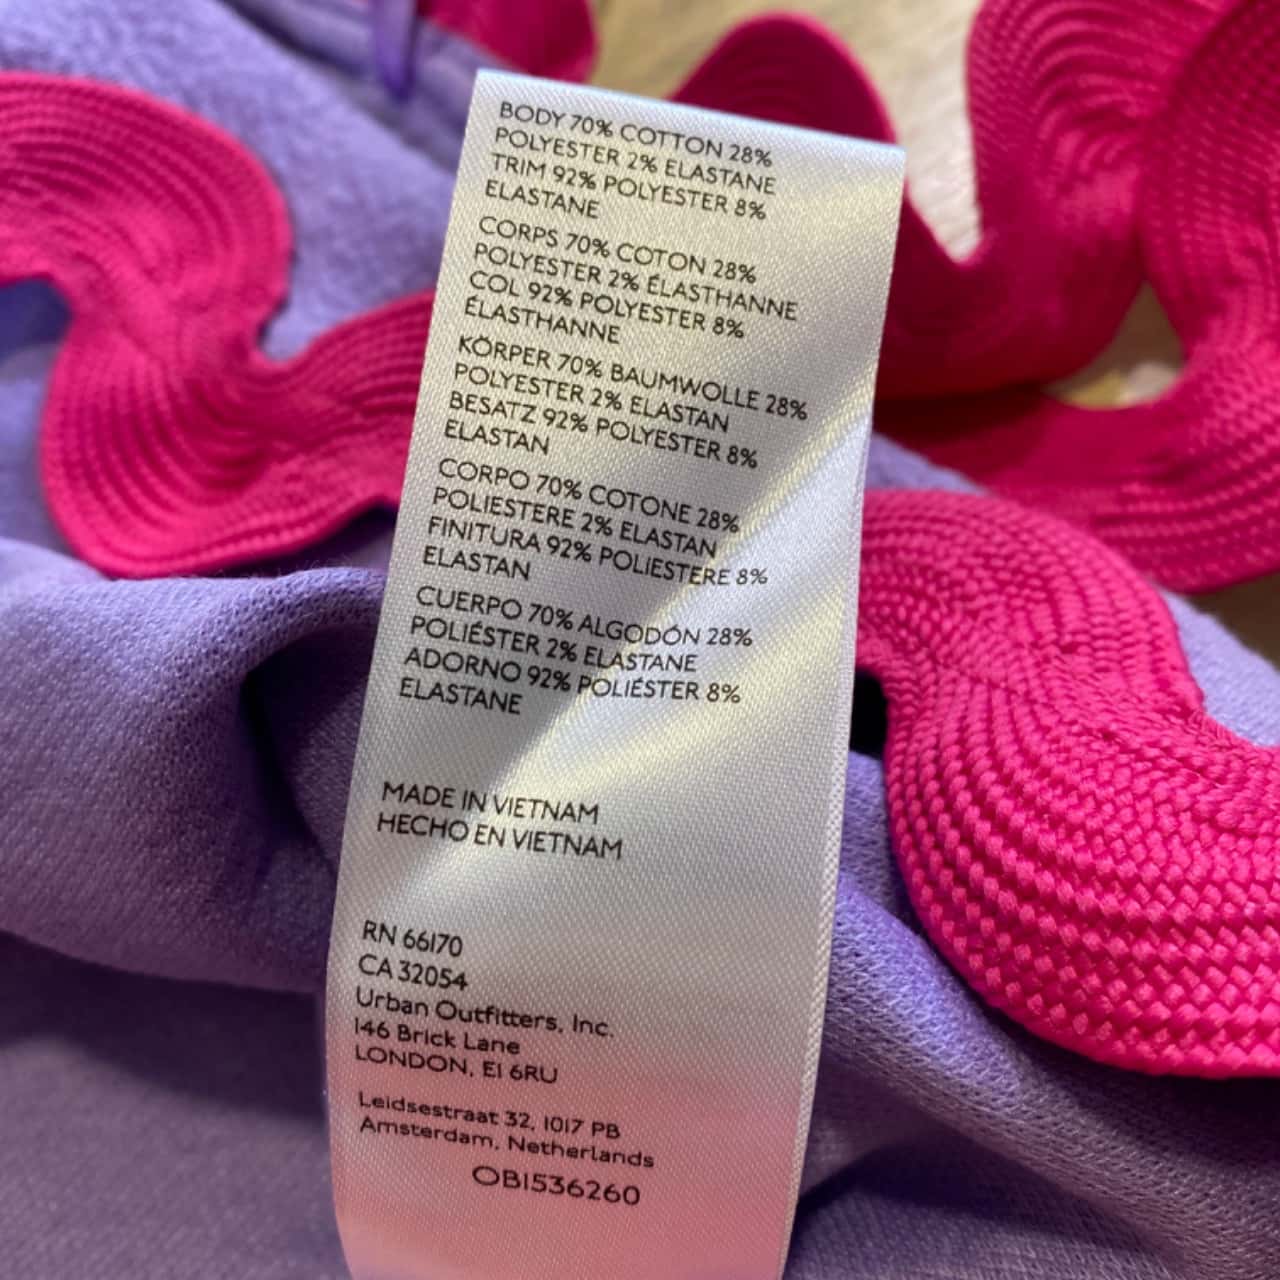 BODY 70% COTTON 28%
POLYESTER 2% ELASTANE
TRIM 92% POLYESTER 8%
ELASTANE
CORPS 70% COTON 28%
POLYESTER 2% ÉLASTHANNE
COL 92% POLYESTER 8%
ÉLASTHANNE
KÖRPER 70% BAUMWOLLE 28%
POLYESTER 2% ELASTAN
BESATZ 92% POLYESTER 8%
ELASTAN
CORPO 70% COTONE 28%
POLIESTERE 2% ELASTAN
FINITURA 92% POLIESTERE 8%
ELASTAN
CUERPO 70% ALGODÓN 28%
POLIÉSTER 2% ELASTANE
ADORNO 92% POLIÉSTER 8%
ELASTANE
MADE IN VIETNAM
HECHO EN VIETNAM
RN 66170
CA 32054
Urban Outfitters, Inc.
146 Brick Lane
LONDON, E1 6RU
Leidsestraat 32, 1017 PB
Amsterdam, Netherlands
OB1536260